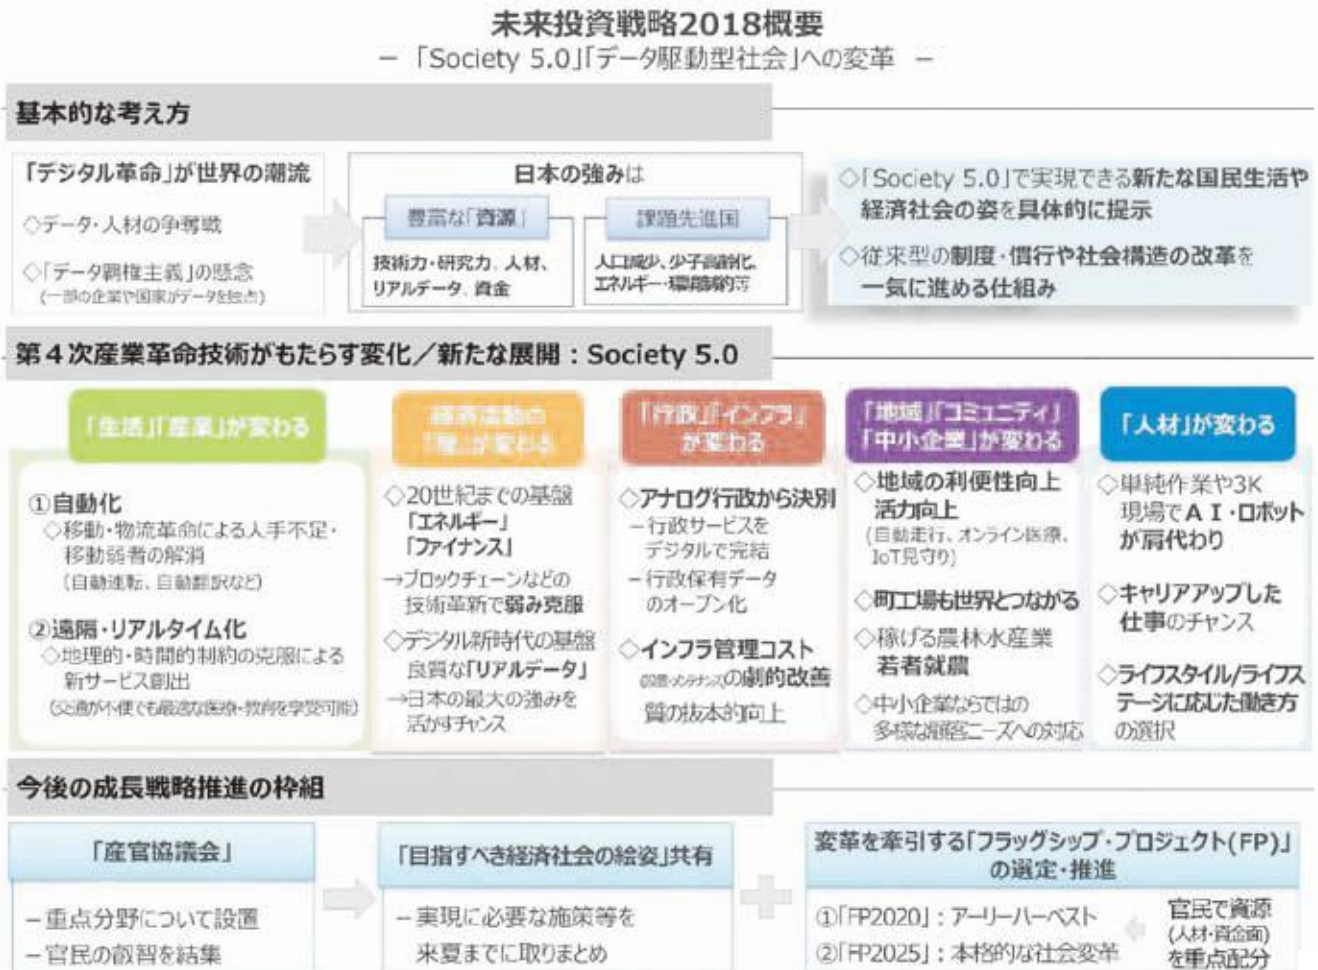 未来投資戦略2018概要
－「Society 5.0」「データ駆動型社会」への変革 －
基本的な考え方
「デジタル革命」が世界の潮流
◇データ・人材の争奪戦
◇「データ覇権主義」の懸念
(一部の企業や国家がデータを独占)
日本の強みは
豊富な「資源」
技術力・研究力、人材、
リアルデータ、資金
課題先進国
人口減少、少子高齢化、
エネルギー・環境制約等
◇「Society 5.0」で実現できる新たな国民生活や
経済社会の姿を具体的に提示
◇従来型の制度・慣行や社会構造の改革を
一気に進める仕組み
第4次産業革命技術がもたらす変化／新たな展開：Society 5.0
「生活」「産業」が変わる
①自動化
◇移動・物流革命による人手不足・
移動弱者の解消
(自動運転、自動翻訳など)
②遠隔・リアルタイム化
◇地理的・時間的制約の克服による
新サービス創出
(交通が不便でも最適な医療・教育を享受可能)
経済活動の
「糧」が変わる
◇20世紀までの基盤
「エネルギー」
「ファイナンス」
→ブロックチェーンなどの
技術革新で弱み克服
◇デジタル新時代の基盤
良質な「リアルデータ」
→日本の最大の強みを
活かすチャンス
「行政」「インフラ」
が変わる
◇アナログ行政から決別
－行政サービスを
デジタルで完結
－行政保有データ
のオープン化
◇インフラ管理コスト
(設置・メンテナンス)の劇的改善
質の抜本的向上
「地域」「コミュニティ」
「中小企業」が変わる
◇地域の利便性向上
活力向上
(自動走行、オンライン医療、
IoT見守り)
◇町工場も世界とつながる
◇稼げる農林水産業
若者就農
◇中小企業ならではの
多様な顧客ニーズへの対応
「人材」が変わる
◇単純作業や3K
現場でＡＩ・ロボット
が肩代わり
◇キャリアアップした
仕事のチャンス
◇ライフスタイル/ライフス
テージに応じた働き方
の選択
今後の成長戦略推進の枠組
「産官協議会」
－重点分野について設置
－官民の叡智を結集
「目指すべき経済社会の絵姿」共有
－実現に必要な施策等を
来夏までに取りまとめ
変革を牽引する「フラッグシップ・プロジェクト(FP)」
の選定・推進
①「FP2020」：アーリーハーベスト
②「FP2025」：本格的な社会変革
官民で資源
(人材・資金面)
を重点配分